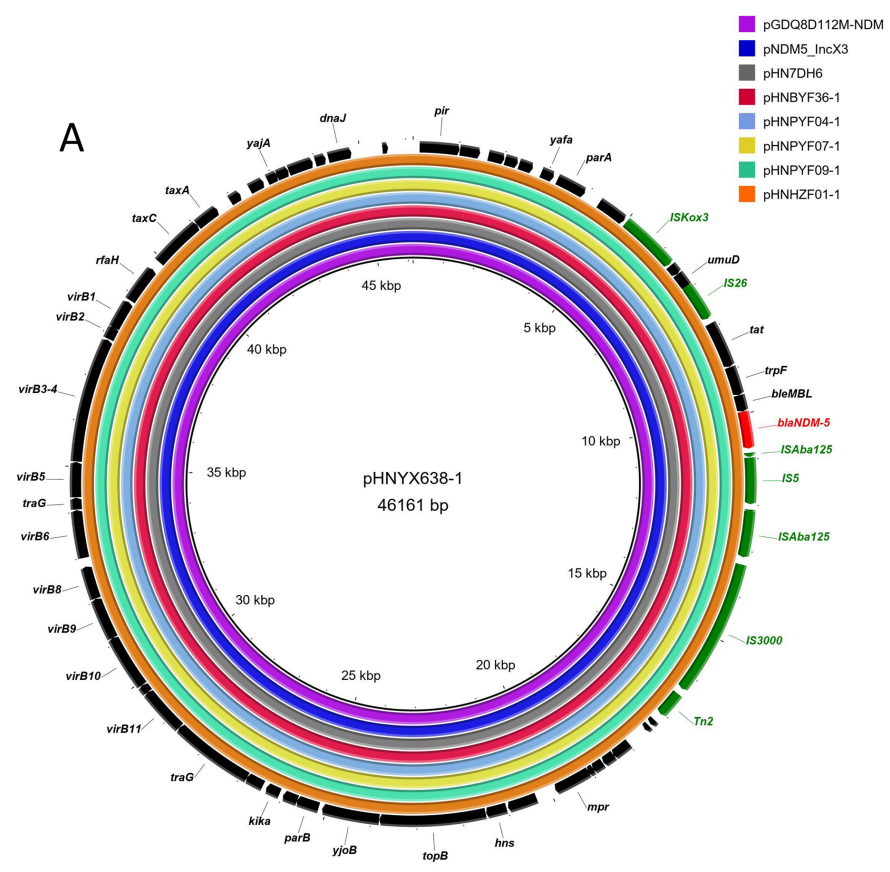 A
pGDQ8D112M-NDM
pNDM5_IncX3
pHN7DH6
pHNBYF36-1
pHNPYF04-1
pHNPYF07-1
pHNPYF09-1
pHNHZF01-1
pir
yafa
parA
ISKox3
umuD
IS26
tat
trpF
bleMBL
blaNDM-5
ISAba125
IS5
ISAba125
IS3000
Tn2
mpr
hns
topB
yjoB
parB
kika
traG
virB11
virB10
virB9
virB8
virB6
traG
virB5
virB3-4
virB2
virB1
rfaH
taxC
taxA
yajA
dnaJ
5 kbp
10 kbp
15 kbp
20 kbp
25 kbp
30 kbp
35 kbp
40 kbp
45 kbp
pHNYX638-1
46161 bp